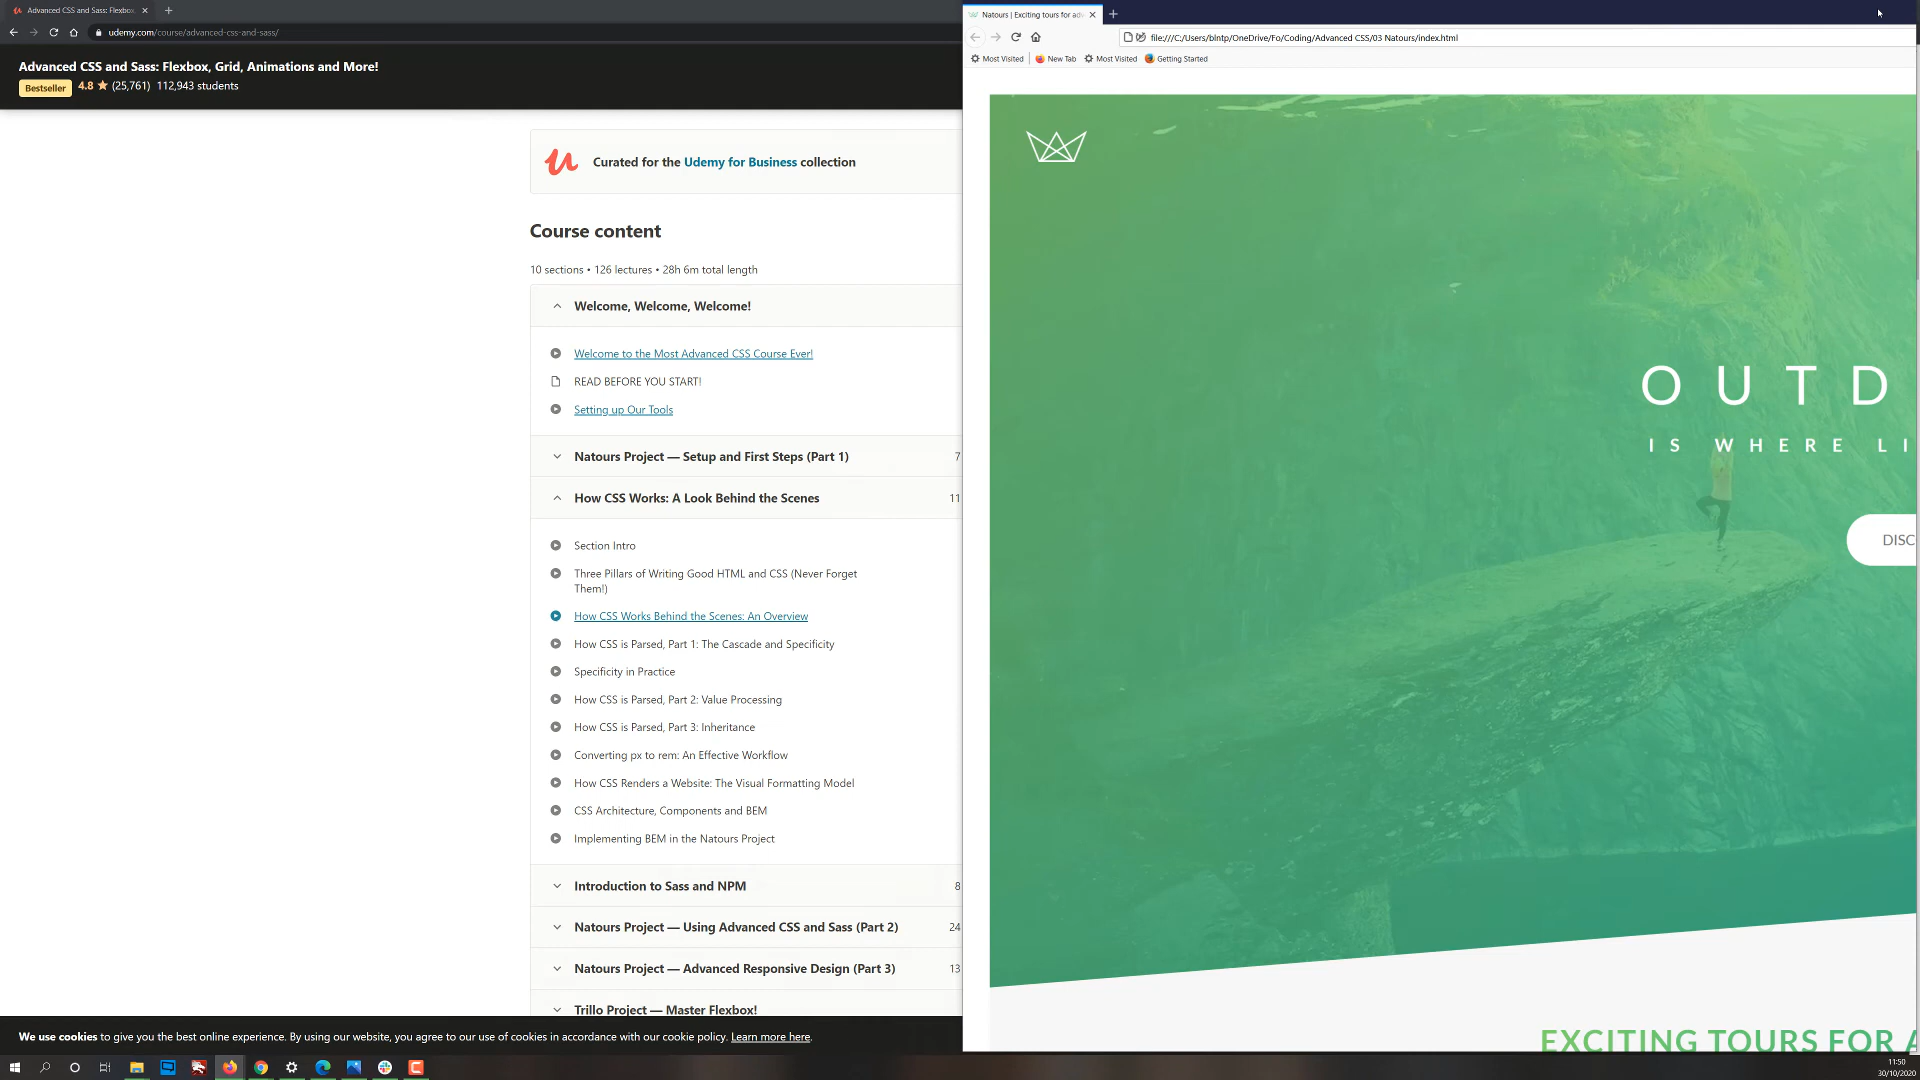 Advanced CSS and Sass: Flexbox,
udemy.com/course/advanced-css-and-sass/
Advanced CSS and Sass: Flexbox, Grid, Animations and More!
Bestseller 4.8 (25,761) 112,943 students
Curated for the Udemy for Business collection
Course content
10 sections • 126 lectures • 28h 6m total length
Welcome, Welcome, Welcome!
Welcome to the Most Advanced CSS Course Ever!
READ BEFORE YOU START!
Setting up Our Tools
Natours Project — Setup and First Steps (Part 1) 7
How CSS Works: A Look Behind the Scenes 11
Section Intro
Three Pillars of Writing Good HTML and CSS (Never Forget
Them!)
How CSS Works Behind the Scenes: An Overview
How CSS is Parsed, Part 1: The Cascade and Specificity
Specificity in Practice
How CSS is Parsed, Part 2: Value Processing
How CSS is Parsed, Part 3: Inheritance
Converting px to rem: An Effective Workflow
How CSS Renders a Website: The Visual Formatting Model
CSS Architecture, Components and BEM
Implementing BEM in the Natours Project
Introduction to Sass and NPM 8
Natours Project — Using Advanced CSS and Sass (Part 2) 24
Natours Project — Advanced Responsive Design (Part 3) 13
Trillo Project — Master Flexbox!
We use cookies to give you the best online experience. By using our website, you agree to our use of cookies in accordance with our cookie policy. Learn more here.
Natours | Exciting tours for adv
file:///C:/Users/blntp/OneDrive/Fo/Coding/Advanced CSS/03 Natours/index.html
Most Visited New Tab Most Visited Getting Started
OUTD
IS WHERE LI
DISC
EXCITING TOURS FOR A
11:50
30/10/2020